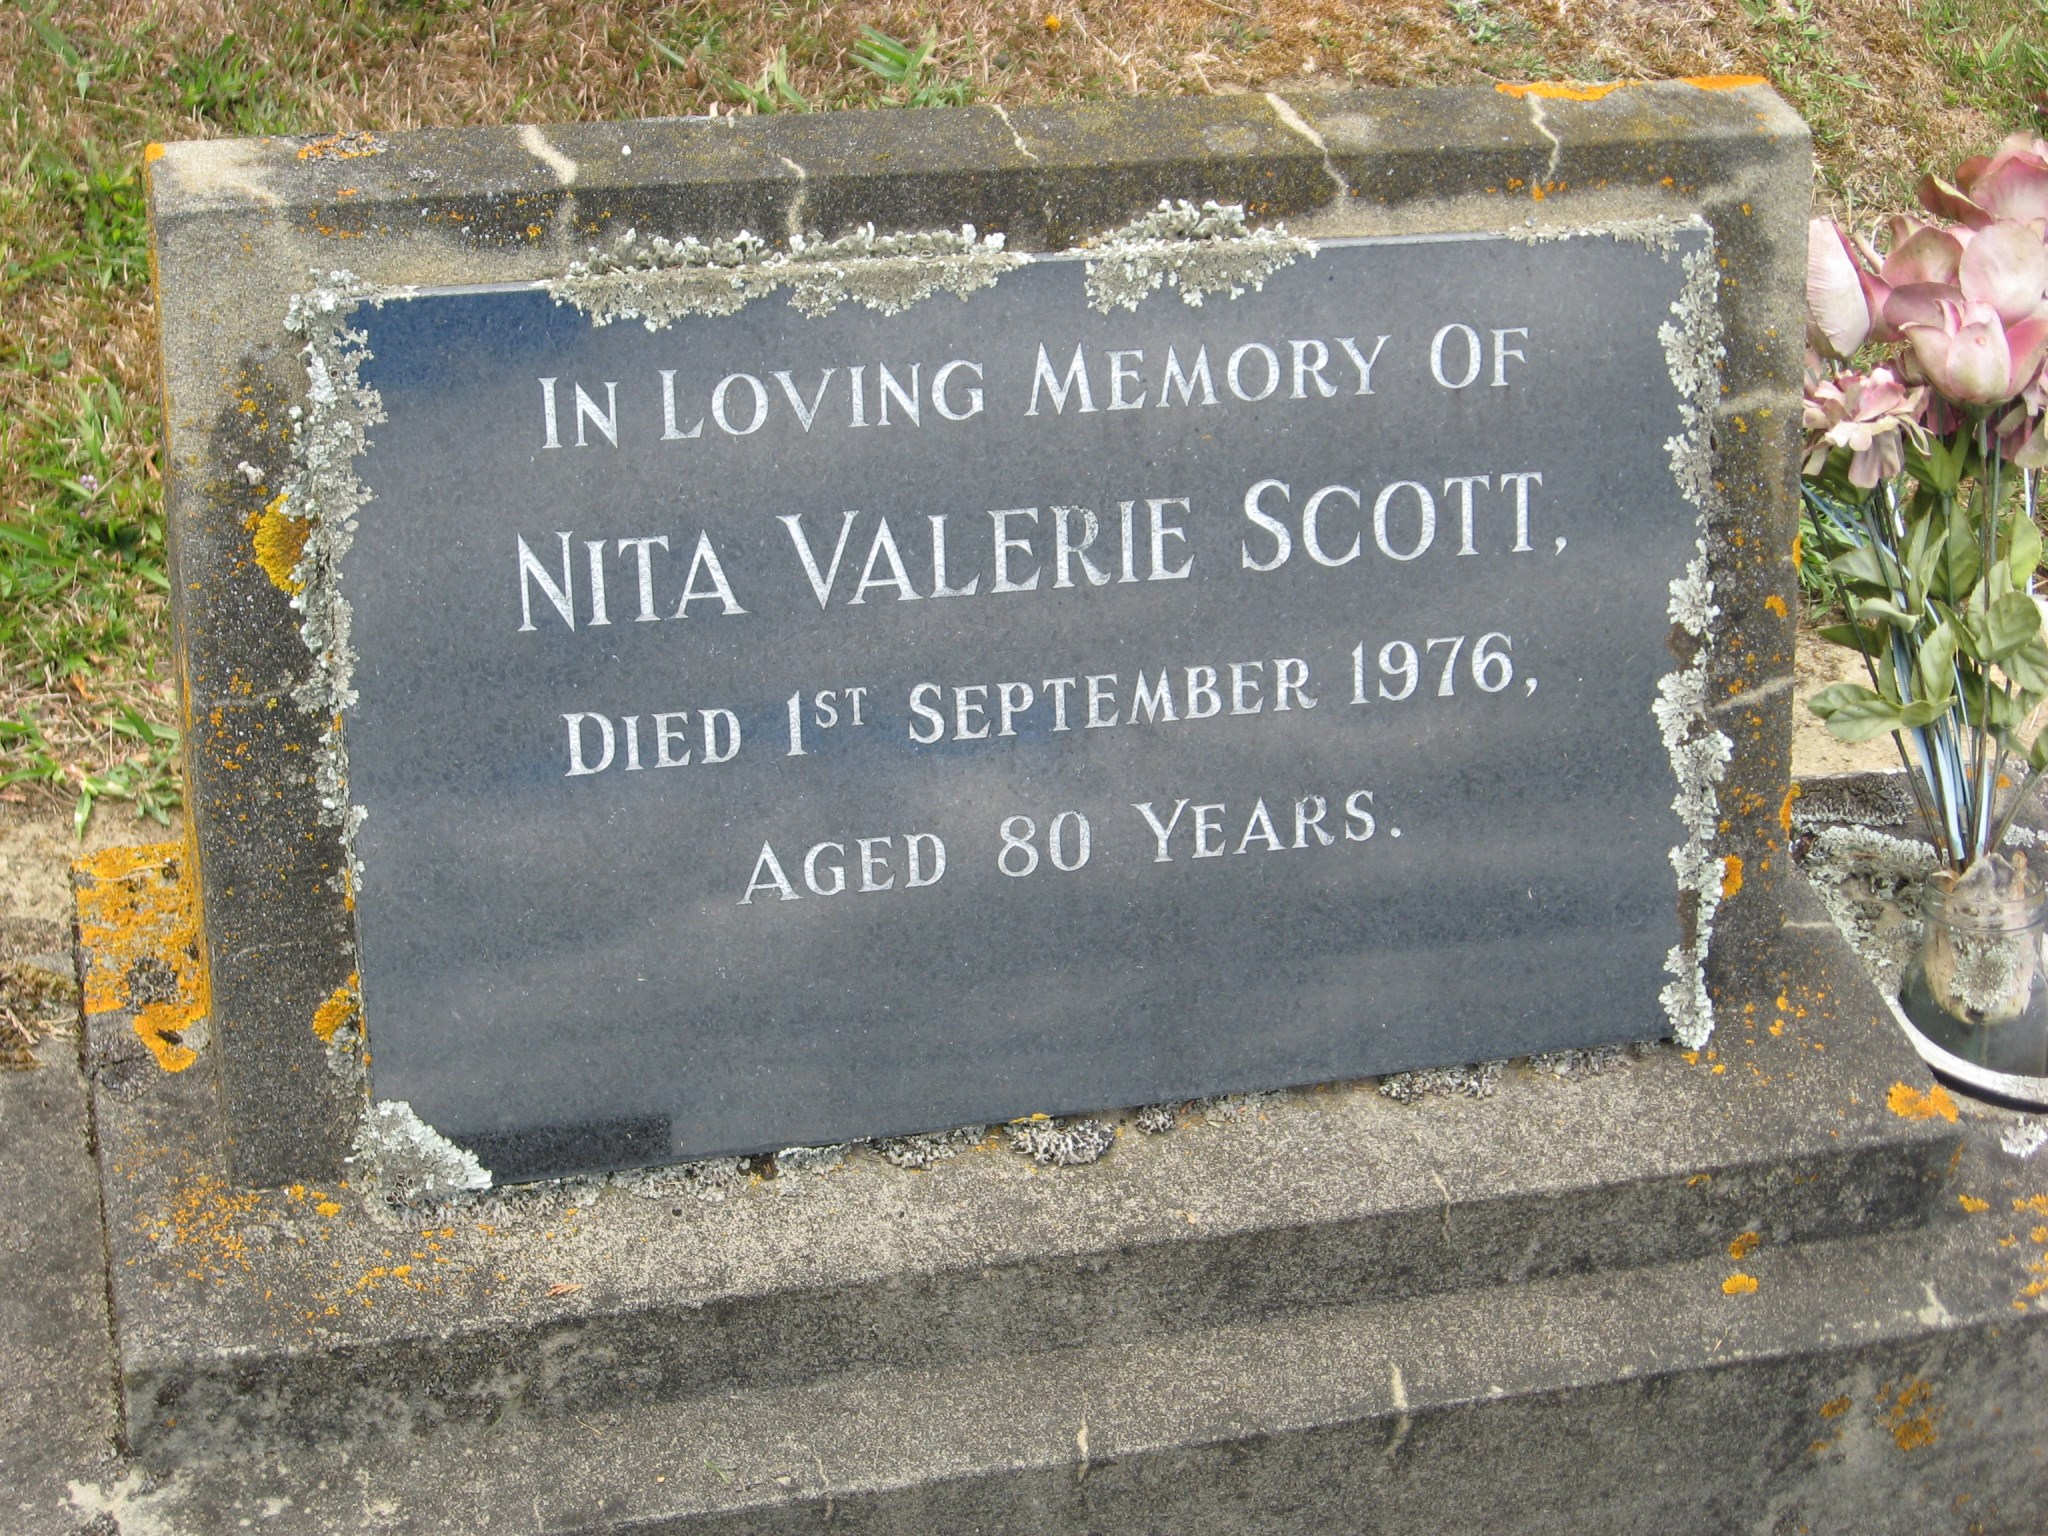 IN LOVING MEMORY OF
NITA VALERIE SCOTT,
DIED 1ST SEPTEMBER 1976,
AGED 80 YEARS.